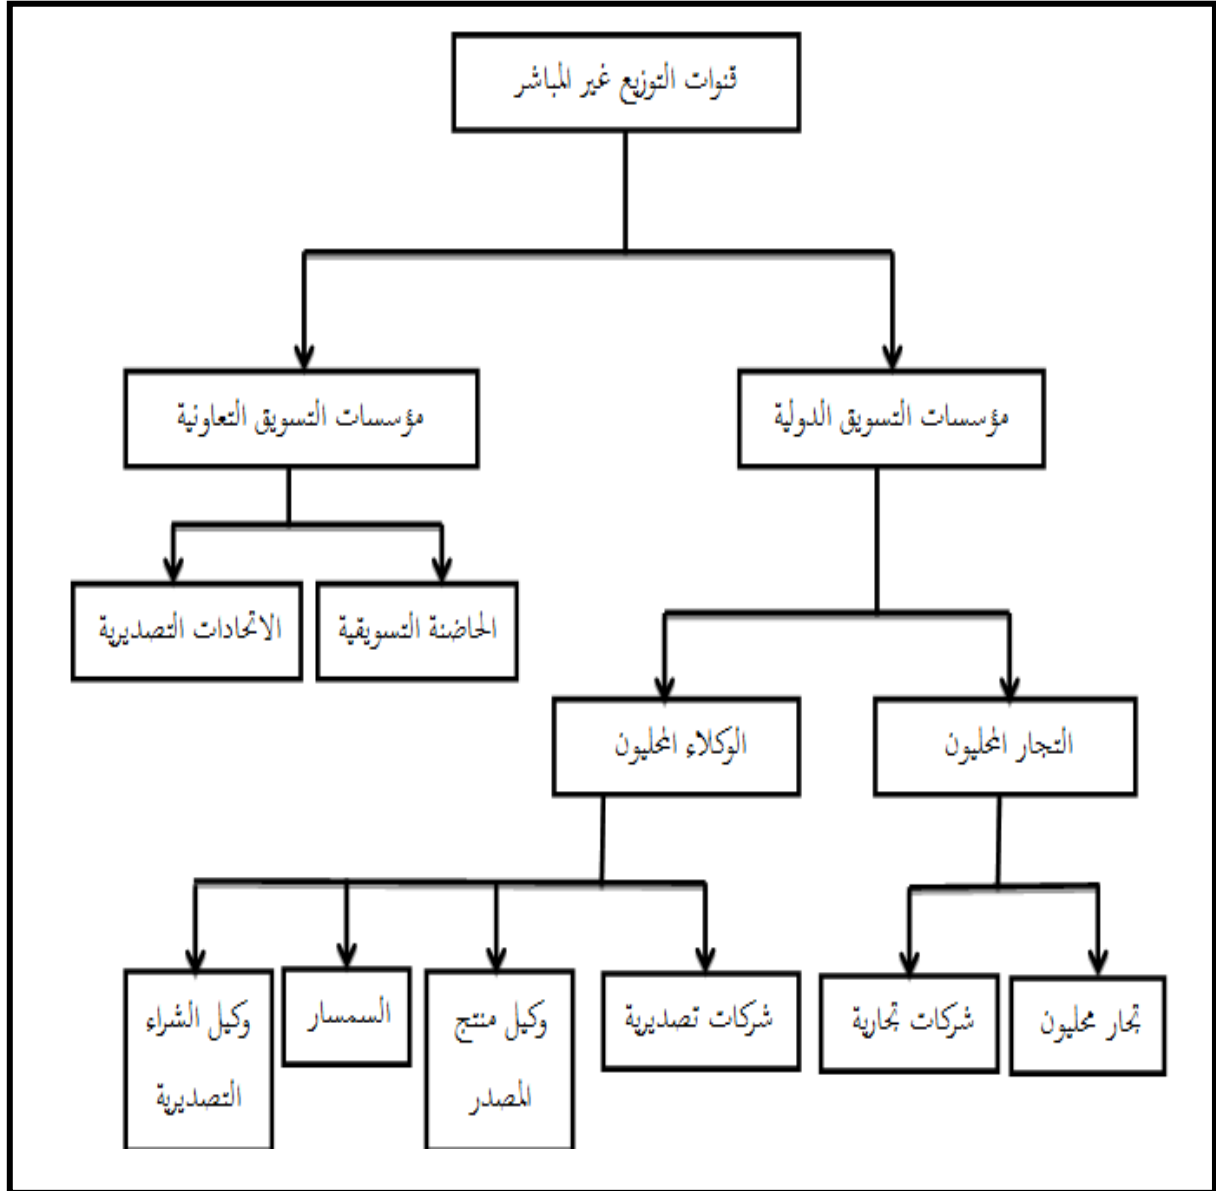 قنوات التوزيع غير المباشر
مؤسسات التسويق الدولية
مؤسسات التسويق التعاونية
الحاضنة التسويقية
الاتحادات التصديرية
التجار المحليون
الوكلاء المحليون
تجار محليون
شركات تجارية
شركات تصديرية
وكيل منتج
المصدر
السمسار
وكيل الشراء
التصديرية